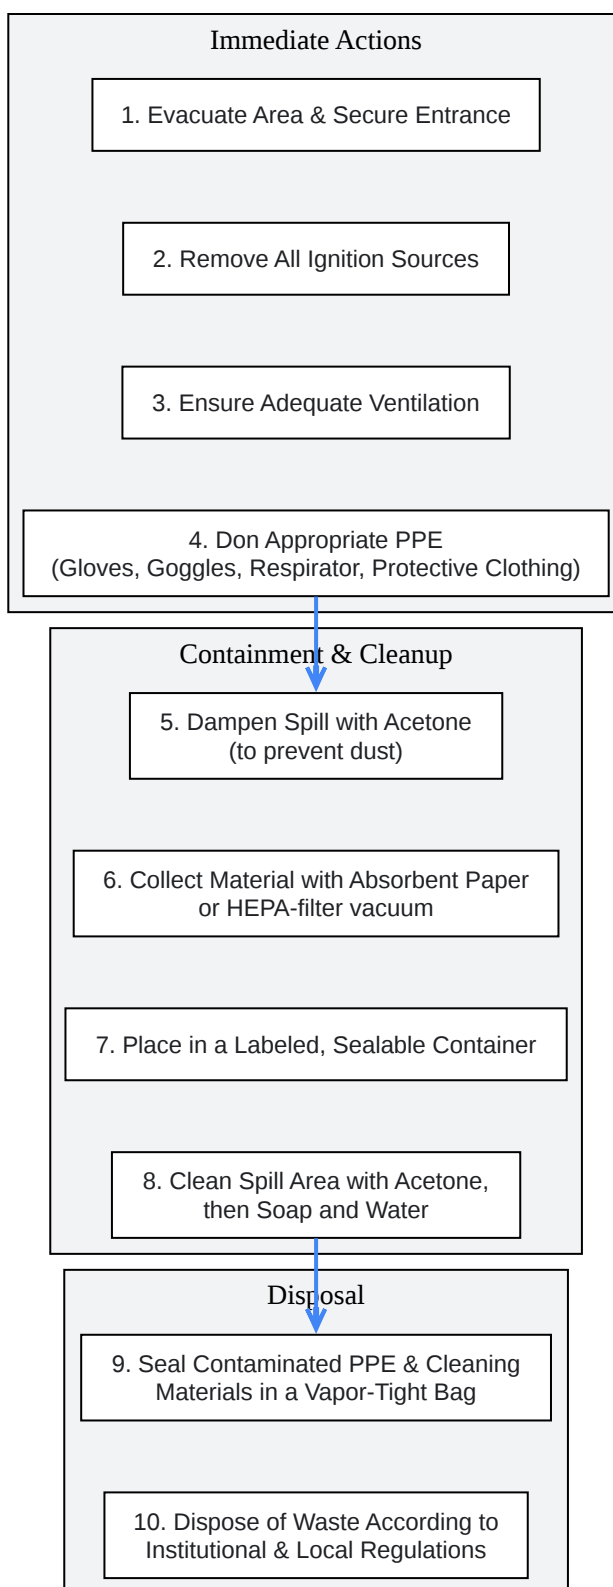 Immediate Actions
1. Evacuate Area & Secure Entrance
2. Remove All Ignition Sources
3. Ensure Adequate Ventilation
4. Don Appropriate PPE
(Gloves, Goggles, Respirator, Protective Clothing)
Containment & Cleanup
5. Dampen Spill with Acetone
(to prevent dust)
6. Collect Material with Absorbent Paper
or HEPA-filter vacuum
7. Place in a Labeled, Sealable Container
8. Clean Spill Area with Acetone,
then Soap and Water
Disposal
9. Seal Contaminated PPE & Cleaning
Materials in a Vapor-Tight Bag
10. Dispose of Waste According to
Institutional & Local Regulations